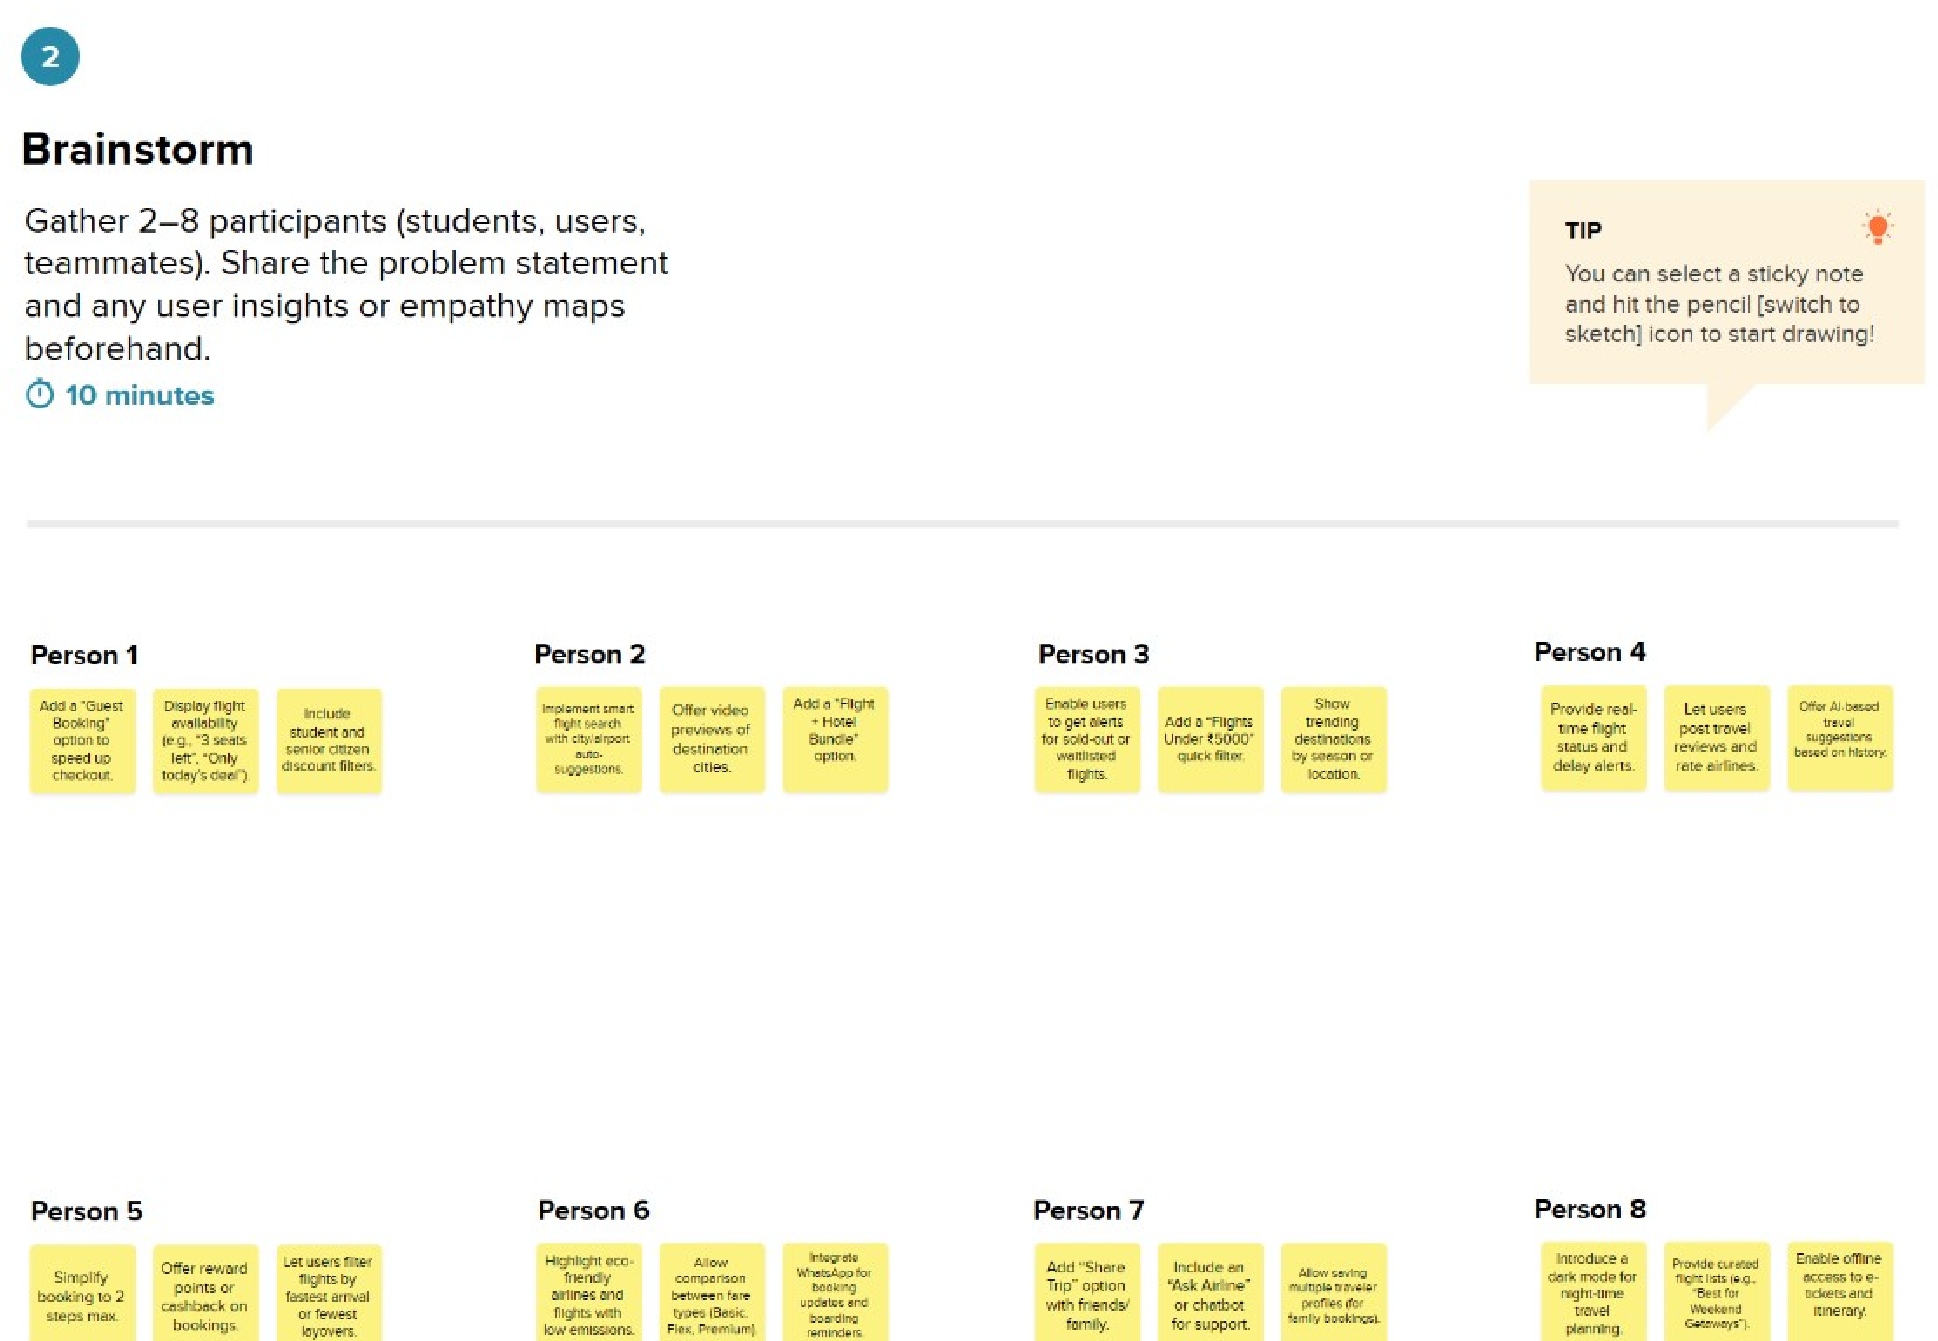 2
Brainstorm
Gather 2–8 participants (students, users,
teammates). Share the problem statement
and any user insights or empathy maps
beforehand.
10 minutes
TIP
You can select a sticky note
and hit the pencil [switch to
sketch] icon to start drawing!
Person 1
Add a "Guest
Booking"
option to
speed up
checkout.
Display flight
availability
(e.g., "3 seats
left", "Only
today's deal").
Include
student and
senior citizen
discount filters.
Person 2
Implement smart
flight search
with city/airport
auto-
suggestions.
Offer video
previews of
destination
cities.
Add a "Flight
+ Hotel
Bundle"
option.
Person 3
Enable users
to get alerts
for sold-out or
waitlisted
flights.
Add a "Flights
Under ₹5000"
quick filter.
Show
trending
destinations
by season or
location.
Person 4
Provide real-
time flight
status and
delay alerts.
Let users
post travel
reviews and
rate airlines.
Offer AI-based
travel
suggestions
based on history.
Person 5
Simplify
booking to 2
steps max.
Offer reward
points or
cashback on
bookings.
Let users filter
flights by
fastest arrival
or fewest
layovers.
Person 6
Highlight eco-
friendly
airlines and
flights with
low emissions.
Allow
comparison
between fare
types (Basic,
Flex, Premium).
Integrate
WhatsApp for
booking
updates and
boarding
reminders.
Person 7
Add "Share
Trip" option
with friends/
family.
Include an
"Ask Airline"
or chatbot
for support.
Allow saving
multiple traveler
profiles (for
family bookings).
Person 8
Introduce a
dark mode for
night-time
travel
planning.
Provide curated
flight lists (e.g.,
"Best for
Weekend
Getaways").
Enable offline
access to e-
tickets and
itinerary.